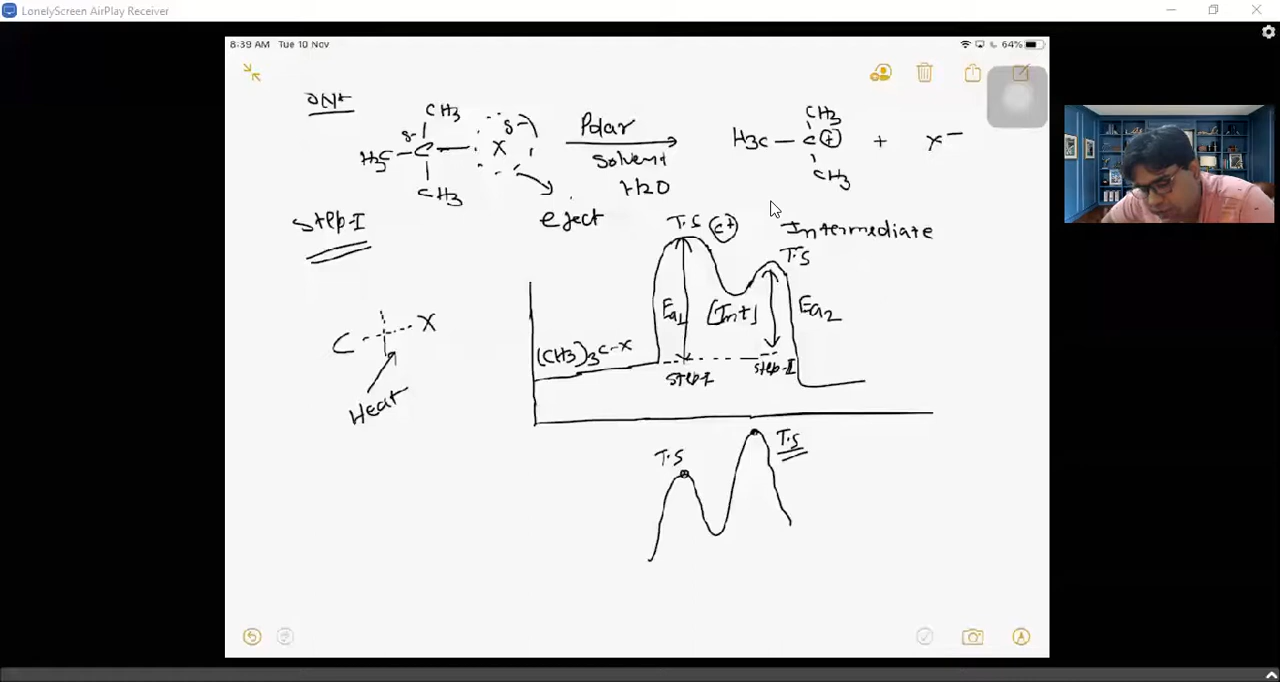 LonelyScreen AirPlay Receiver
8:39 AM Tue 10 Nov
64%
CH3
CH3
δ-
δ-
Polar
H3C
C
X
H3C
C
+
+
X-
Solvent
CH3
CH3
H2O
Step-I
eject
T.S
C+
Intermediate
T.S
Ea1
[Int]
Ea2
C
X
(CH3)3C-X
Step-I
Step-II
Heat
T.S
T.S